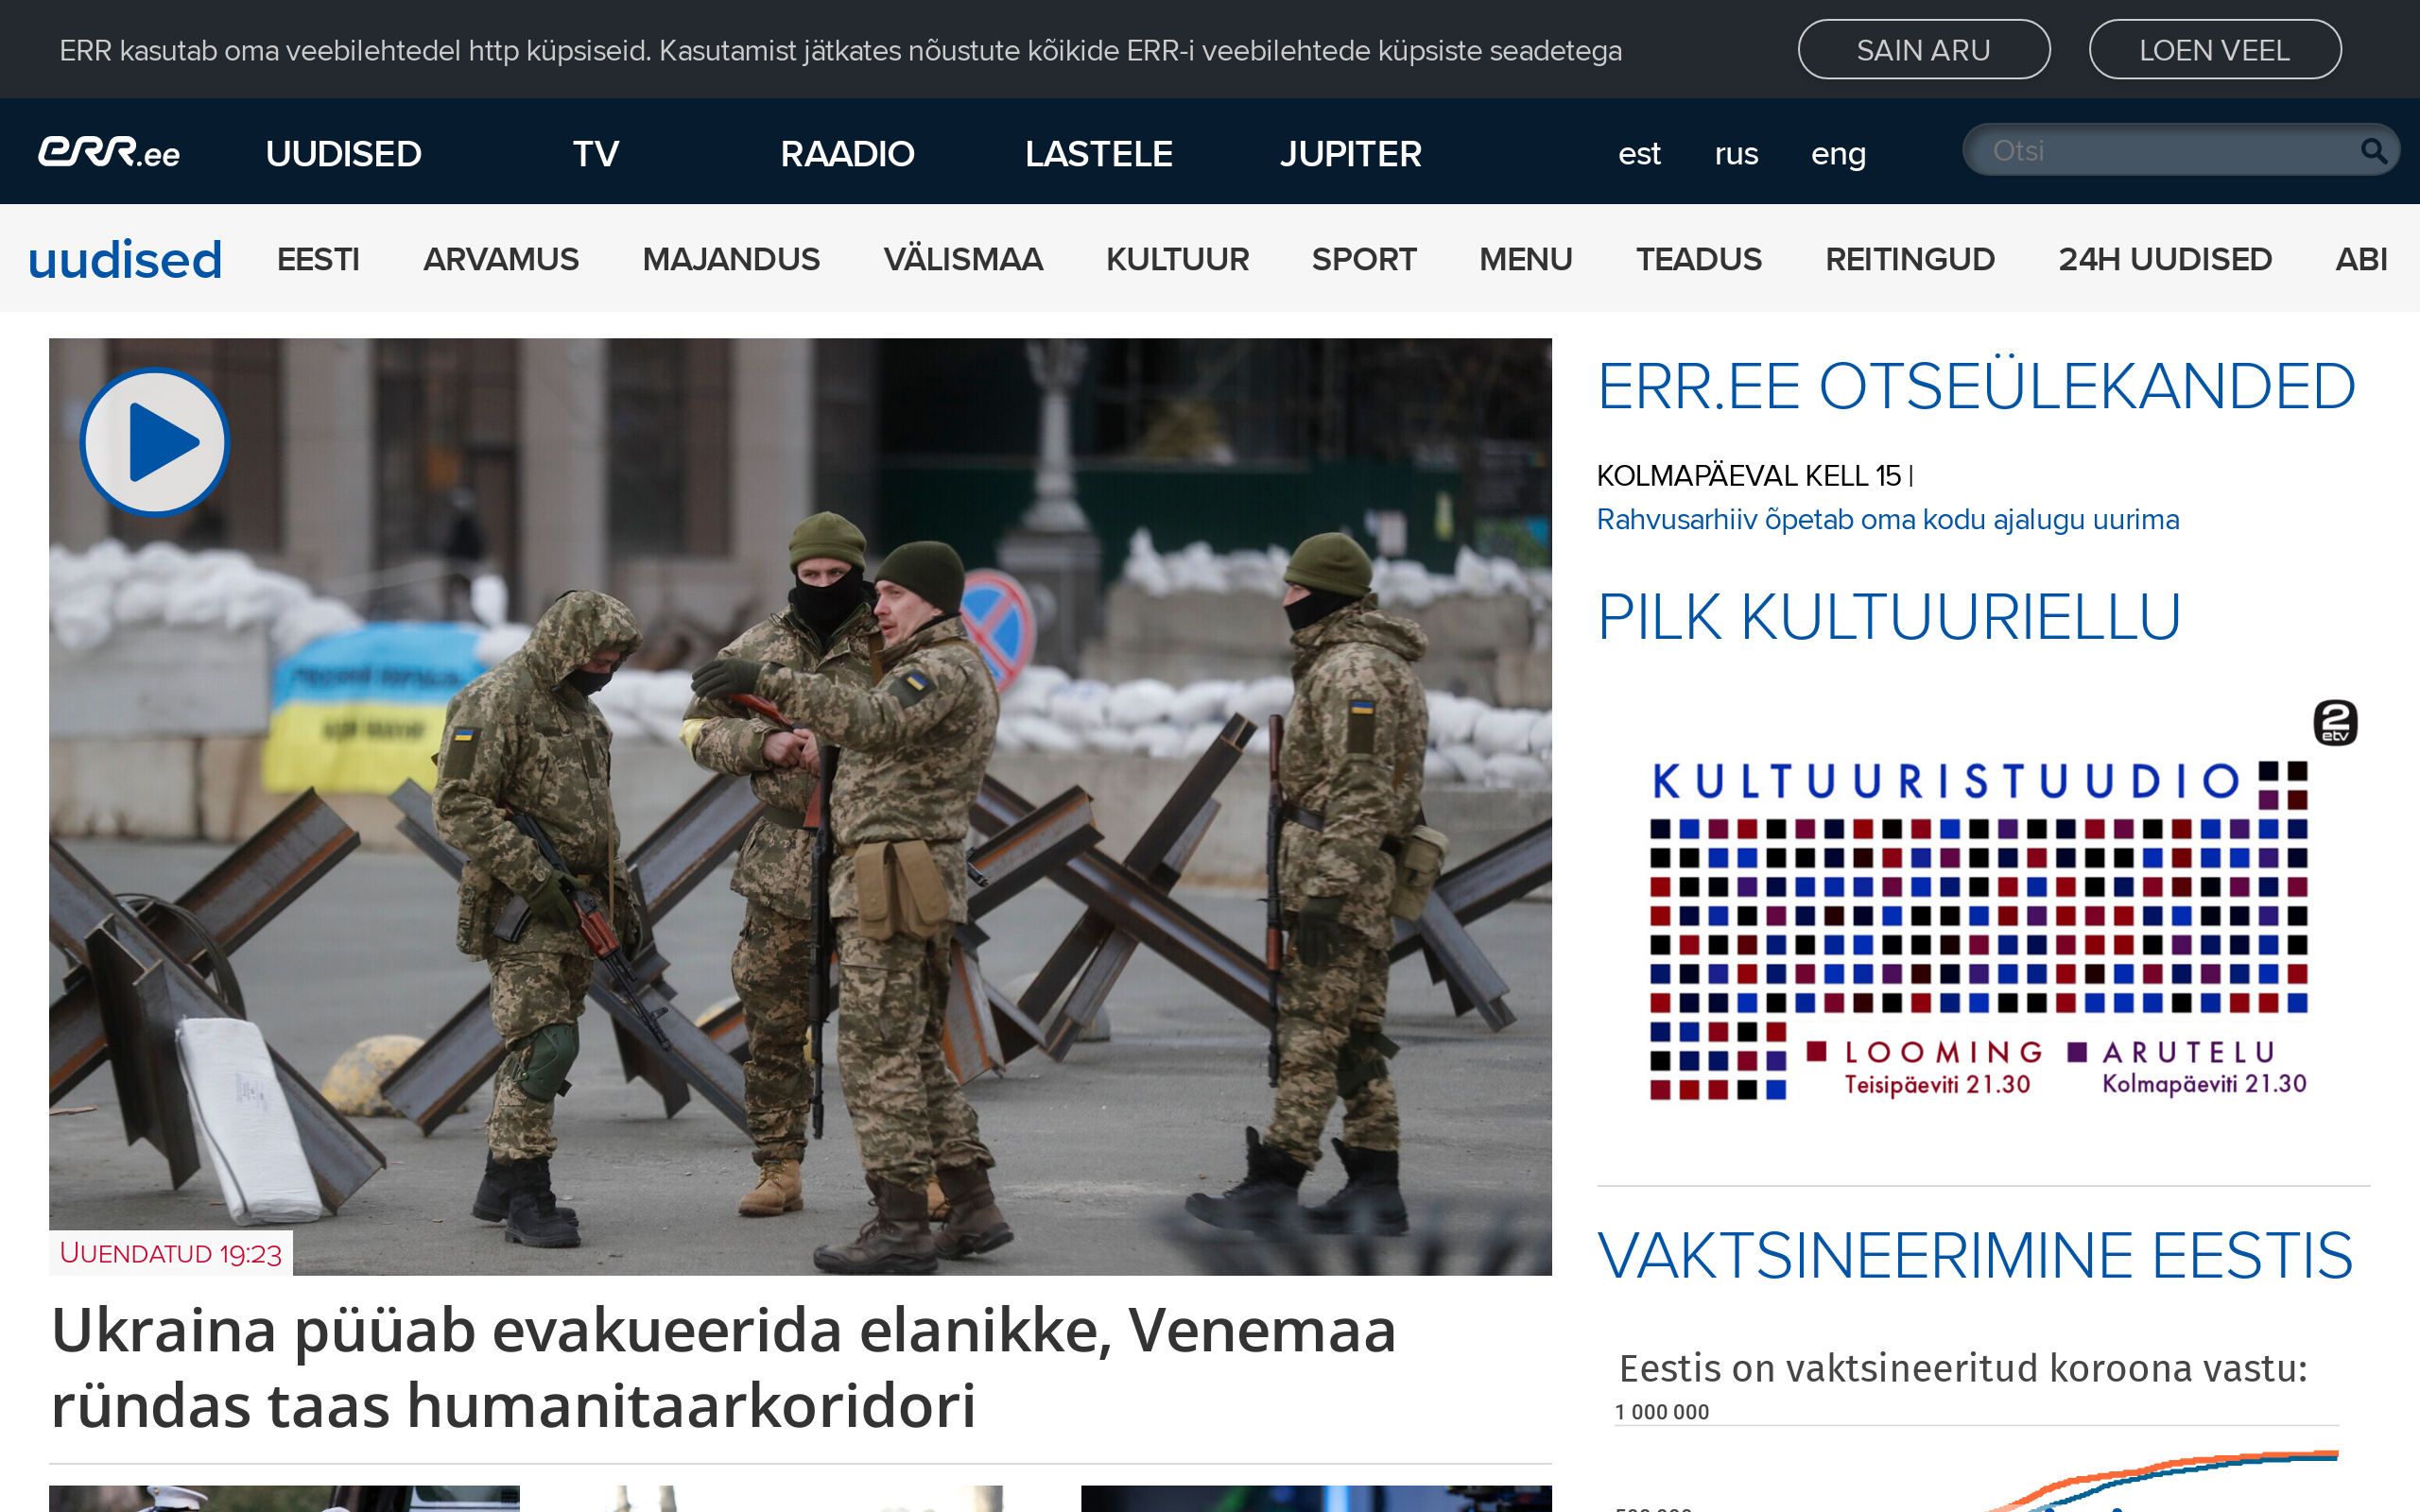 ERR kasutab oma veebilehtedel http küpsiseid. Kasutamist jätkates nõustute kõikide ERR-i veebilehtede küpsiste seadetega
SAIN ARU
LOEN VEEL
err.ee
UUDISED
TV
RAADIO
LASTELE
JUPITER
est
rus
eng
Otsi
uudised
EESTI
ARVAMUS
MAJANDUS
VÄLISMAA
KULTUUR
SPORT
MENU
TEADUS
REITINGUD
24H UUDISED
ABI
UUENDATUD 19:23
Ukraina püüab evakueerida elanikke, Venemaa
ründas taas humanitaarkoridori
ERR.EE OTSEÜLEKANDED
KOLMAPÄEVAL KELL 15 |
Rahvusarhiiv õpetab oma kodu ajalugu uurima
PILK KULTUURIELLU
2
etv
KULTUURISTUUDIO
LOOMING
Teisipäeviti 21.30
ARUTELU
Kolmapäeviti 21.30
VAKTSINEERIMINE EESTIS
Eestis on vaktsineeritud koroona vastu:
1 000 000